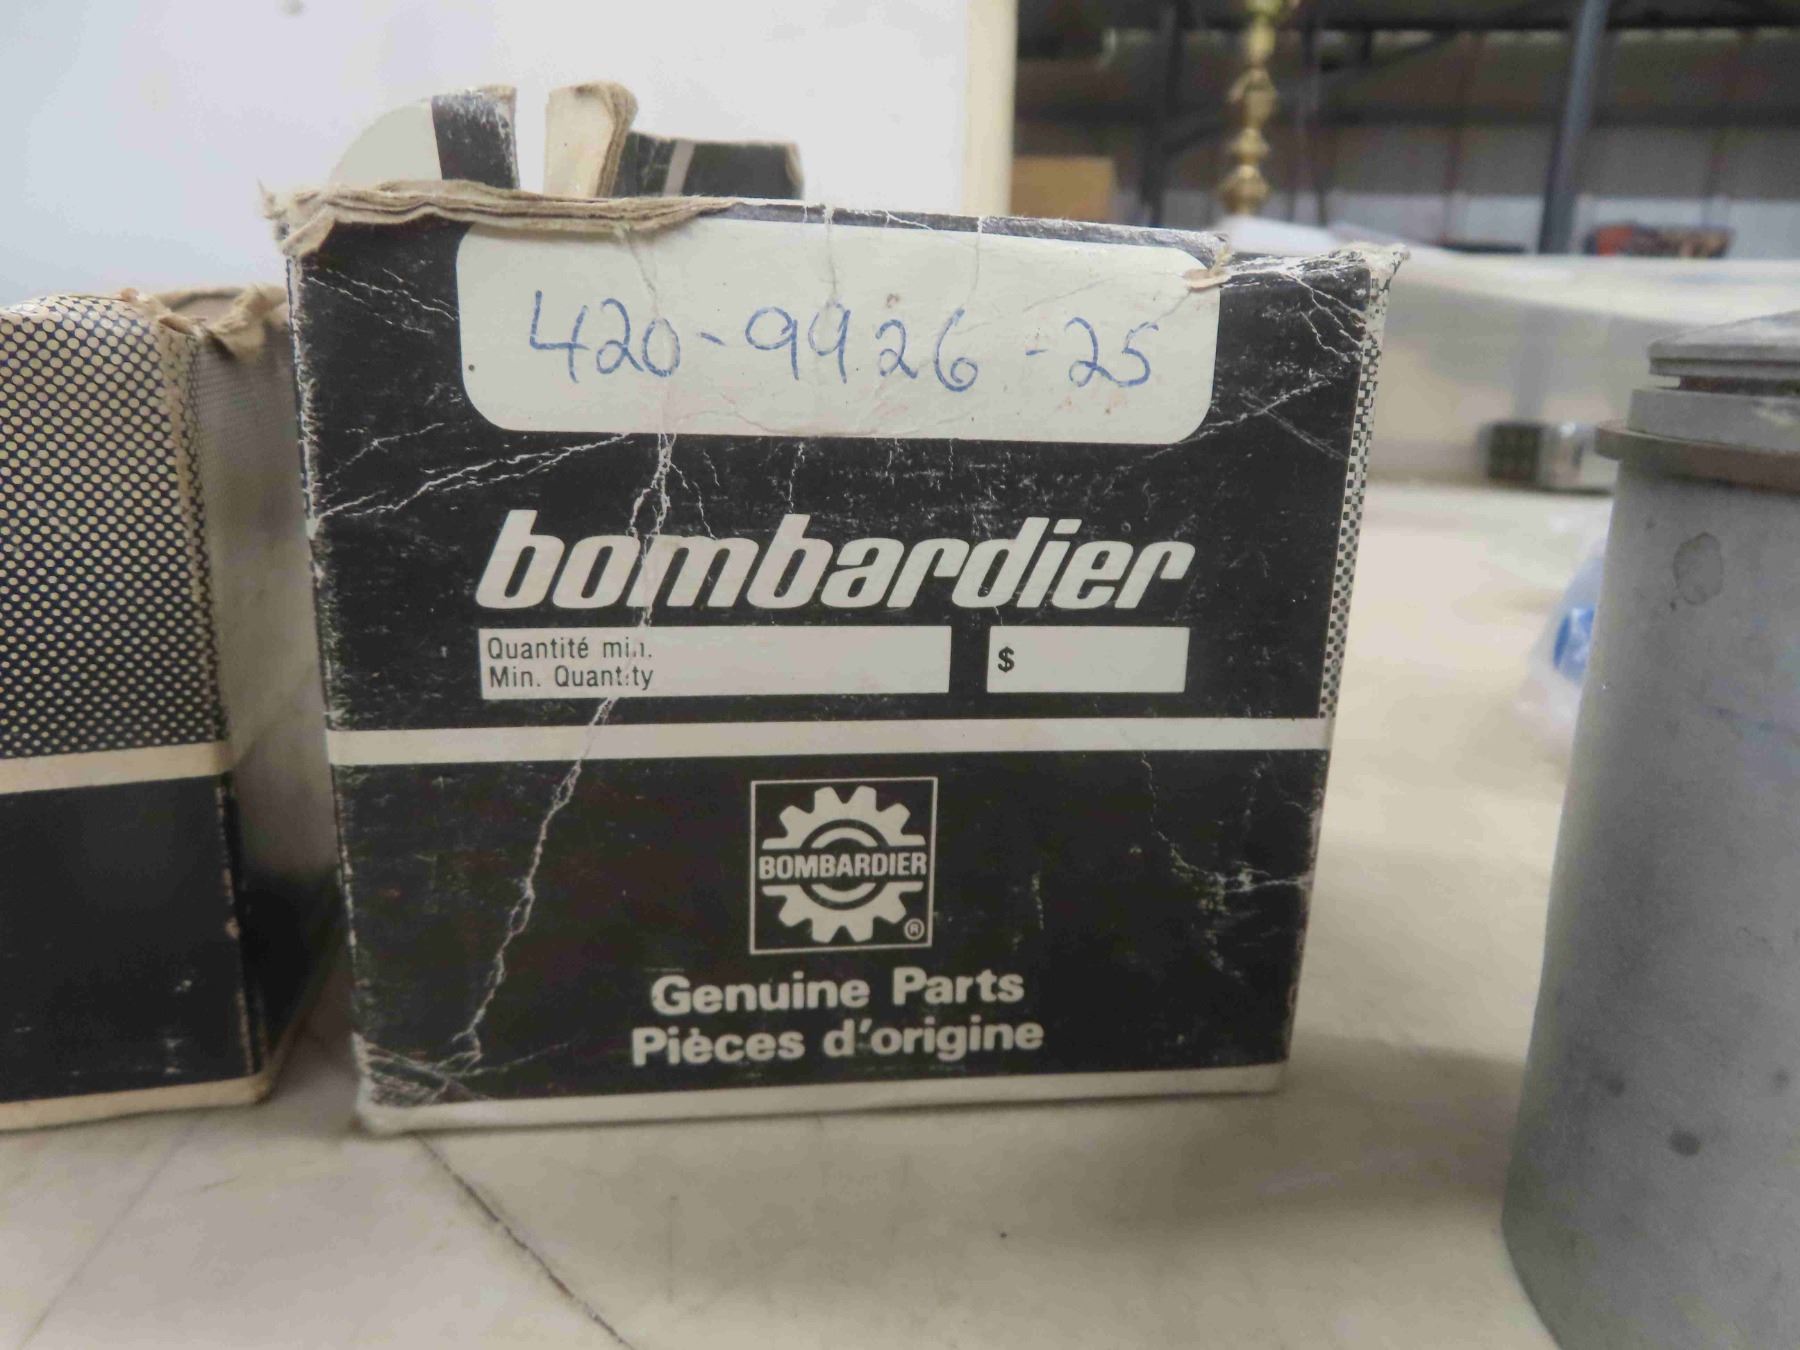 420-9926-25
bombardier
Quantité min.
Min. Quantity
$
BOMBARDIER
®
Genuine Parts
Pièces d'origine